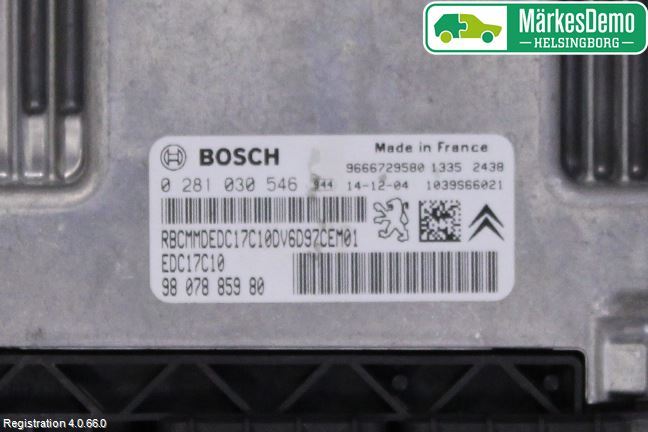 MärkesDemo
HELSINGBORG
BOSCH
Made in France
9666729580 1335 2438
0 281 030 546 944 14-12-04 1039S66021
RBCMMDEDC17C10DV6D97CEM01
EDC17C10
98 078 859 80
Registration 4.0.66.0